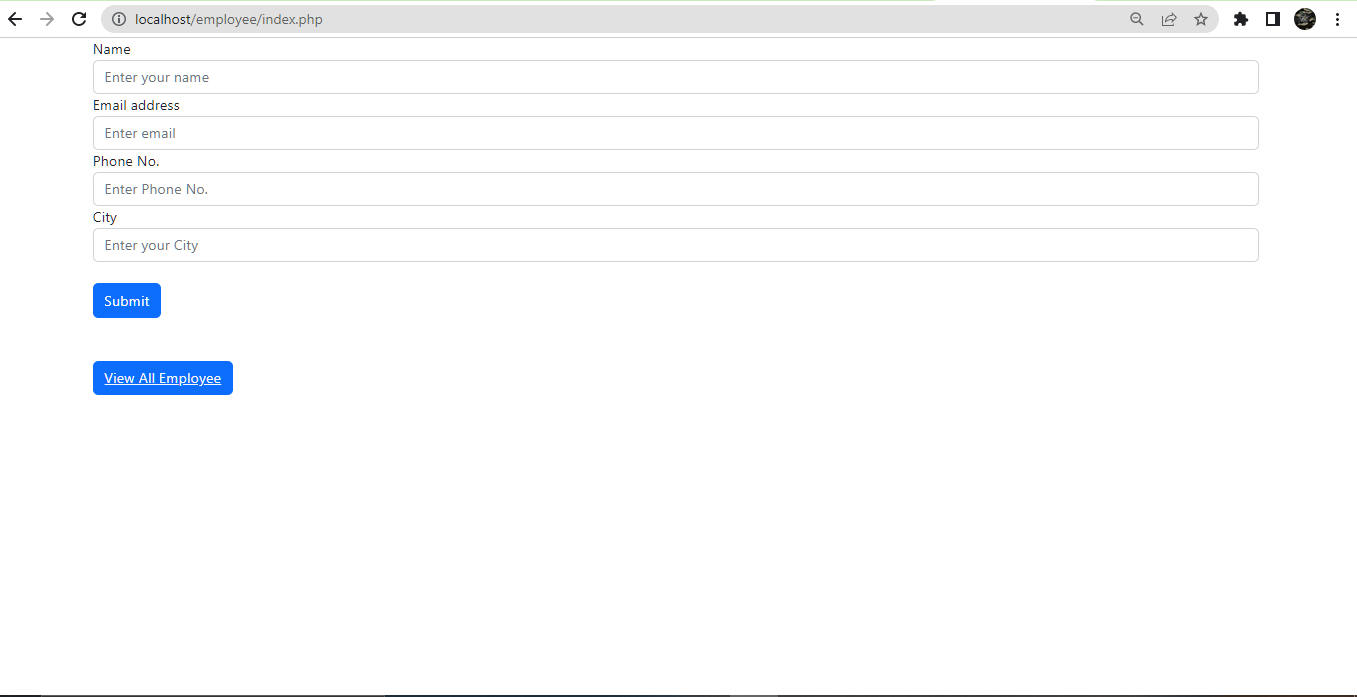 localhost/employee/index.php
Name
Enter your name
Email address
Enter email
Phone No.
Enter Phone No.
City
Enter your City
Submit
View All Employee